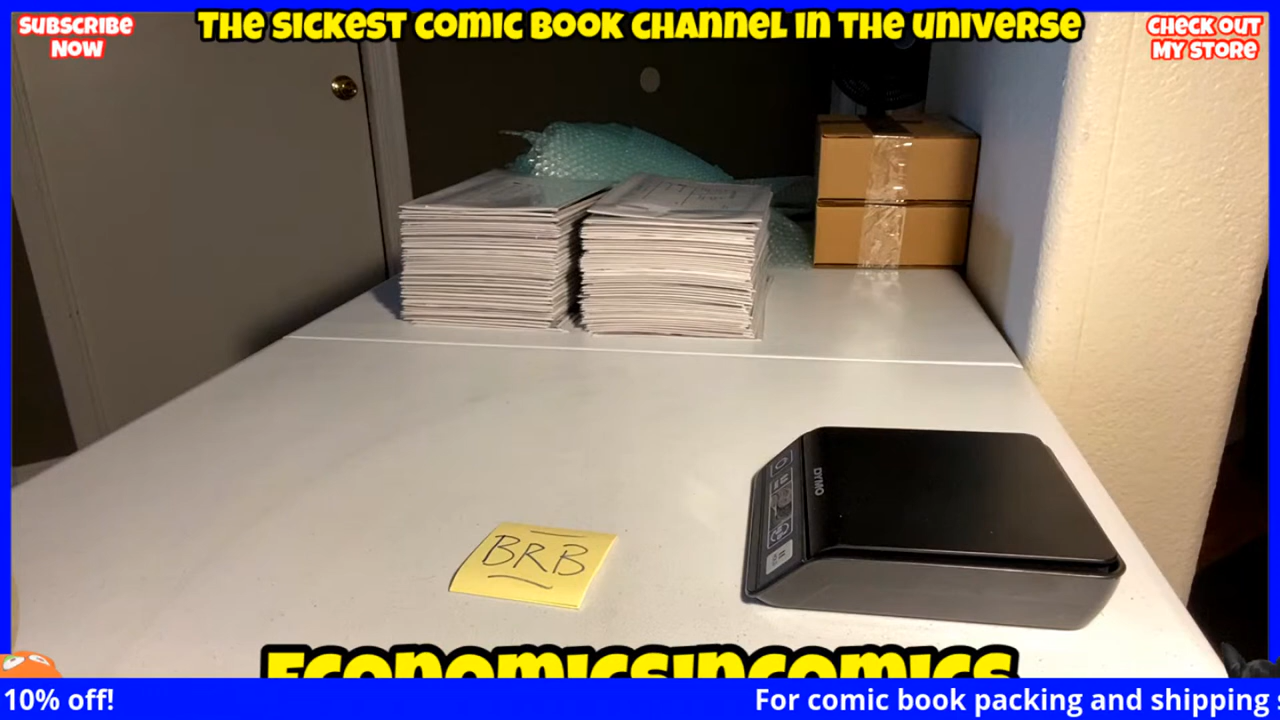 SUBSCRIBE
NOW
THE SICKEST COMIC BOOK CHANNEL IN THE UNIVERSE
CHECK OUT
MY STORE
DYMO
BRB
ECONOMICSINCOMICS
10% off!
For comic book packing and shipping